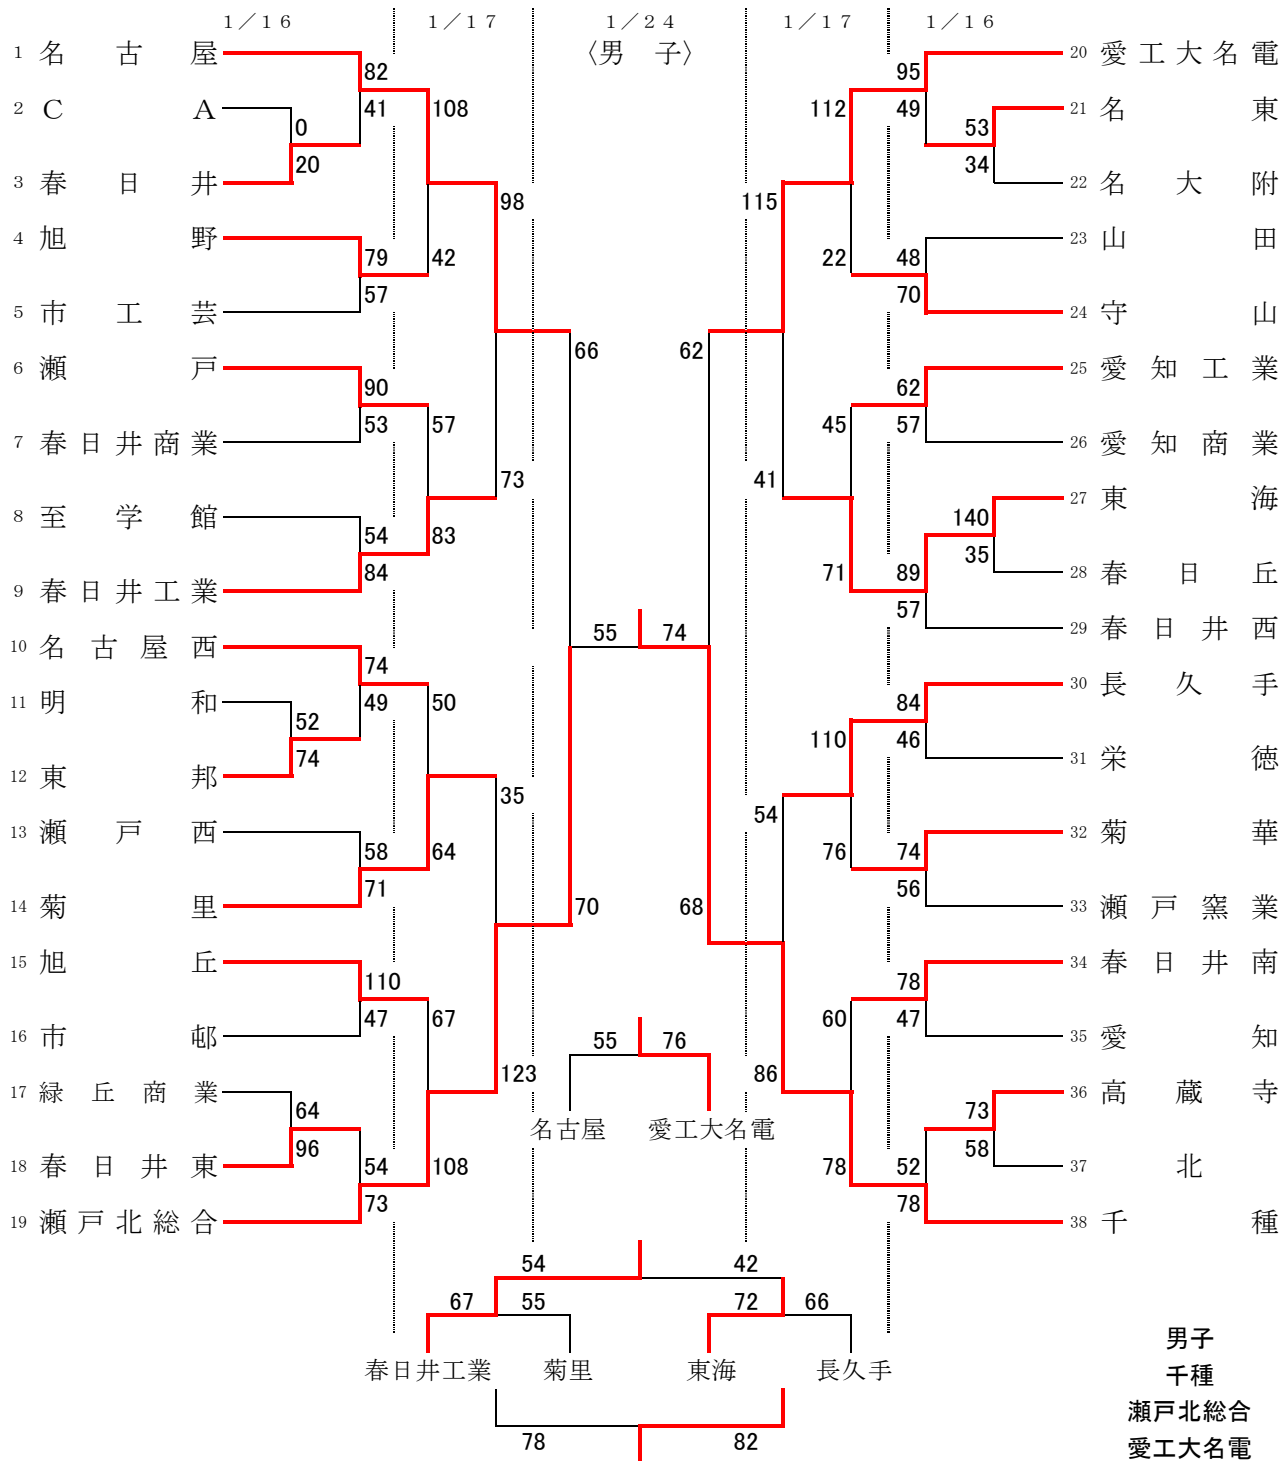 1／16 1／17 1／24 1／17 1／16
〈男 子〉
1 名古屋
2 CA
3 春日井
4 旭野
5 市工芸
6 瀬戸
7 春日井商業
8 至学館
9 春日井工業
10 名古屋西
11 明和
12 東邦
13 瀬戸西
14 菊里
15 旭丘
16 市邨
17 緑丘商業
18 春日井東
19 瀬戸北総合
82
41
0
20
79
57
90
53
54
84
74
49
52
74
58
71
110
47
64
96
54
73
108
42
57
83
50
64
67
108
98
73
35
123
66
70
55 74
62
68
115
41
54
86
112
22
45
71
110
76
60
78
95
49
53
34
48
70
62
57
140
35
89
57
84
46
74
56
78
47
73
58
52
78
20 愛工大名電
21 名東
22 名大附
23 山田
24 守山
25 愛知工業
26 愛知商業
27 東海
28 春日丘
29 春日井西
30 長久手
31 栄徳
32 菊華
33 瀬戸窯業
34 春日井南
35 愛知
36 高蔵寺
37 北
38 千種
55 76
名古屋 愛工大名電
54 42
67 55 72 66
春日井工業 菊里 東海 長久手
78 82
男子
千種
瀬戸北総合
愛工大名電